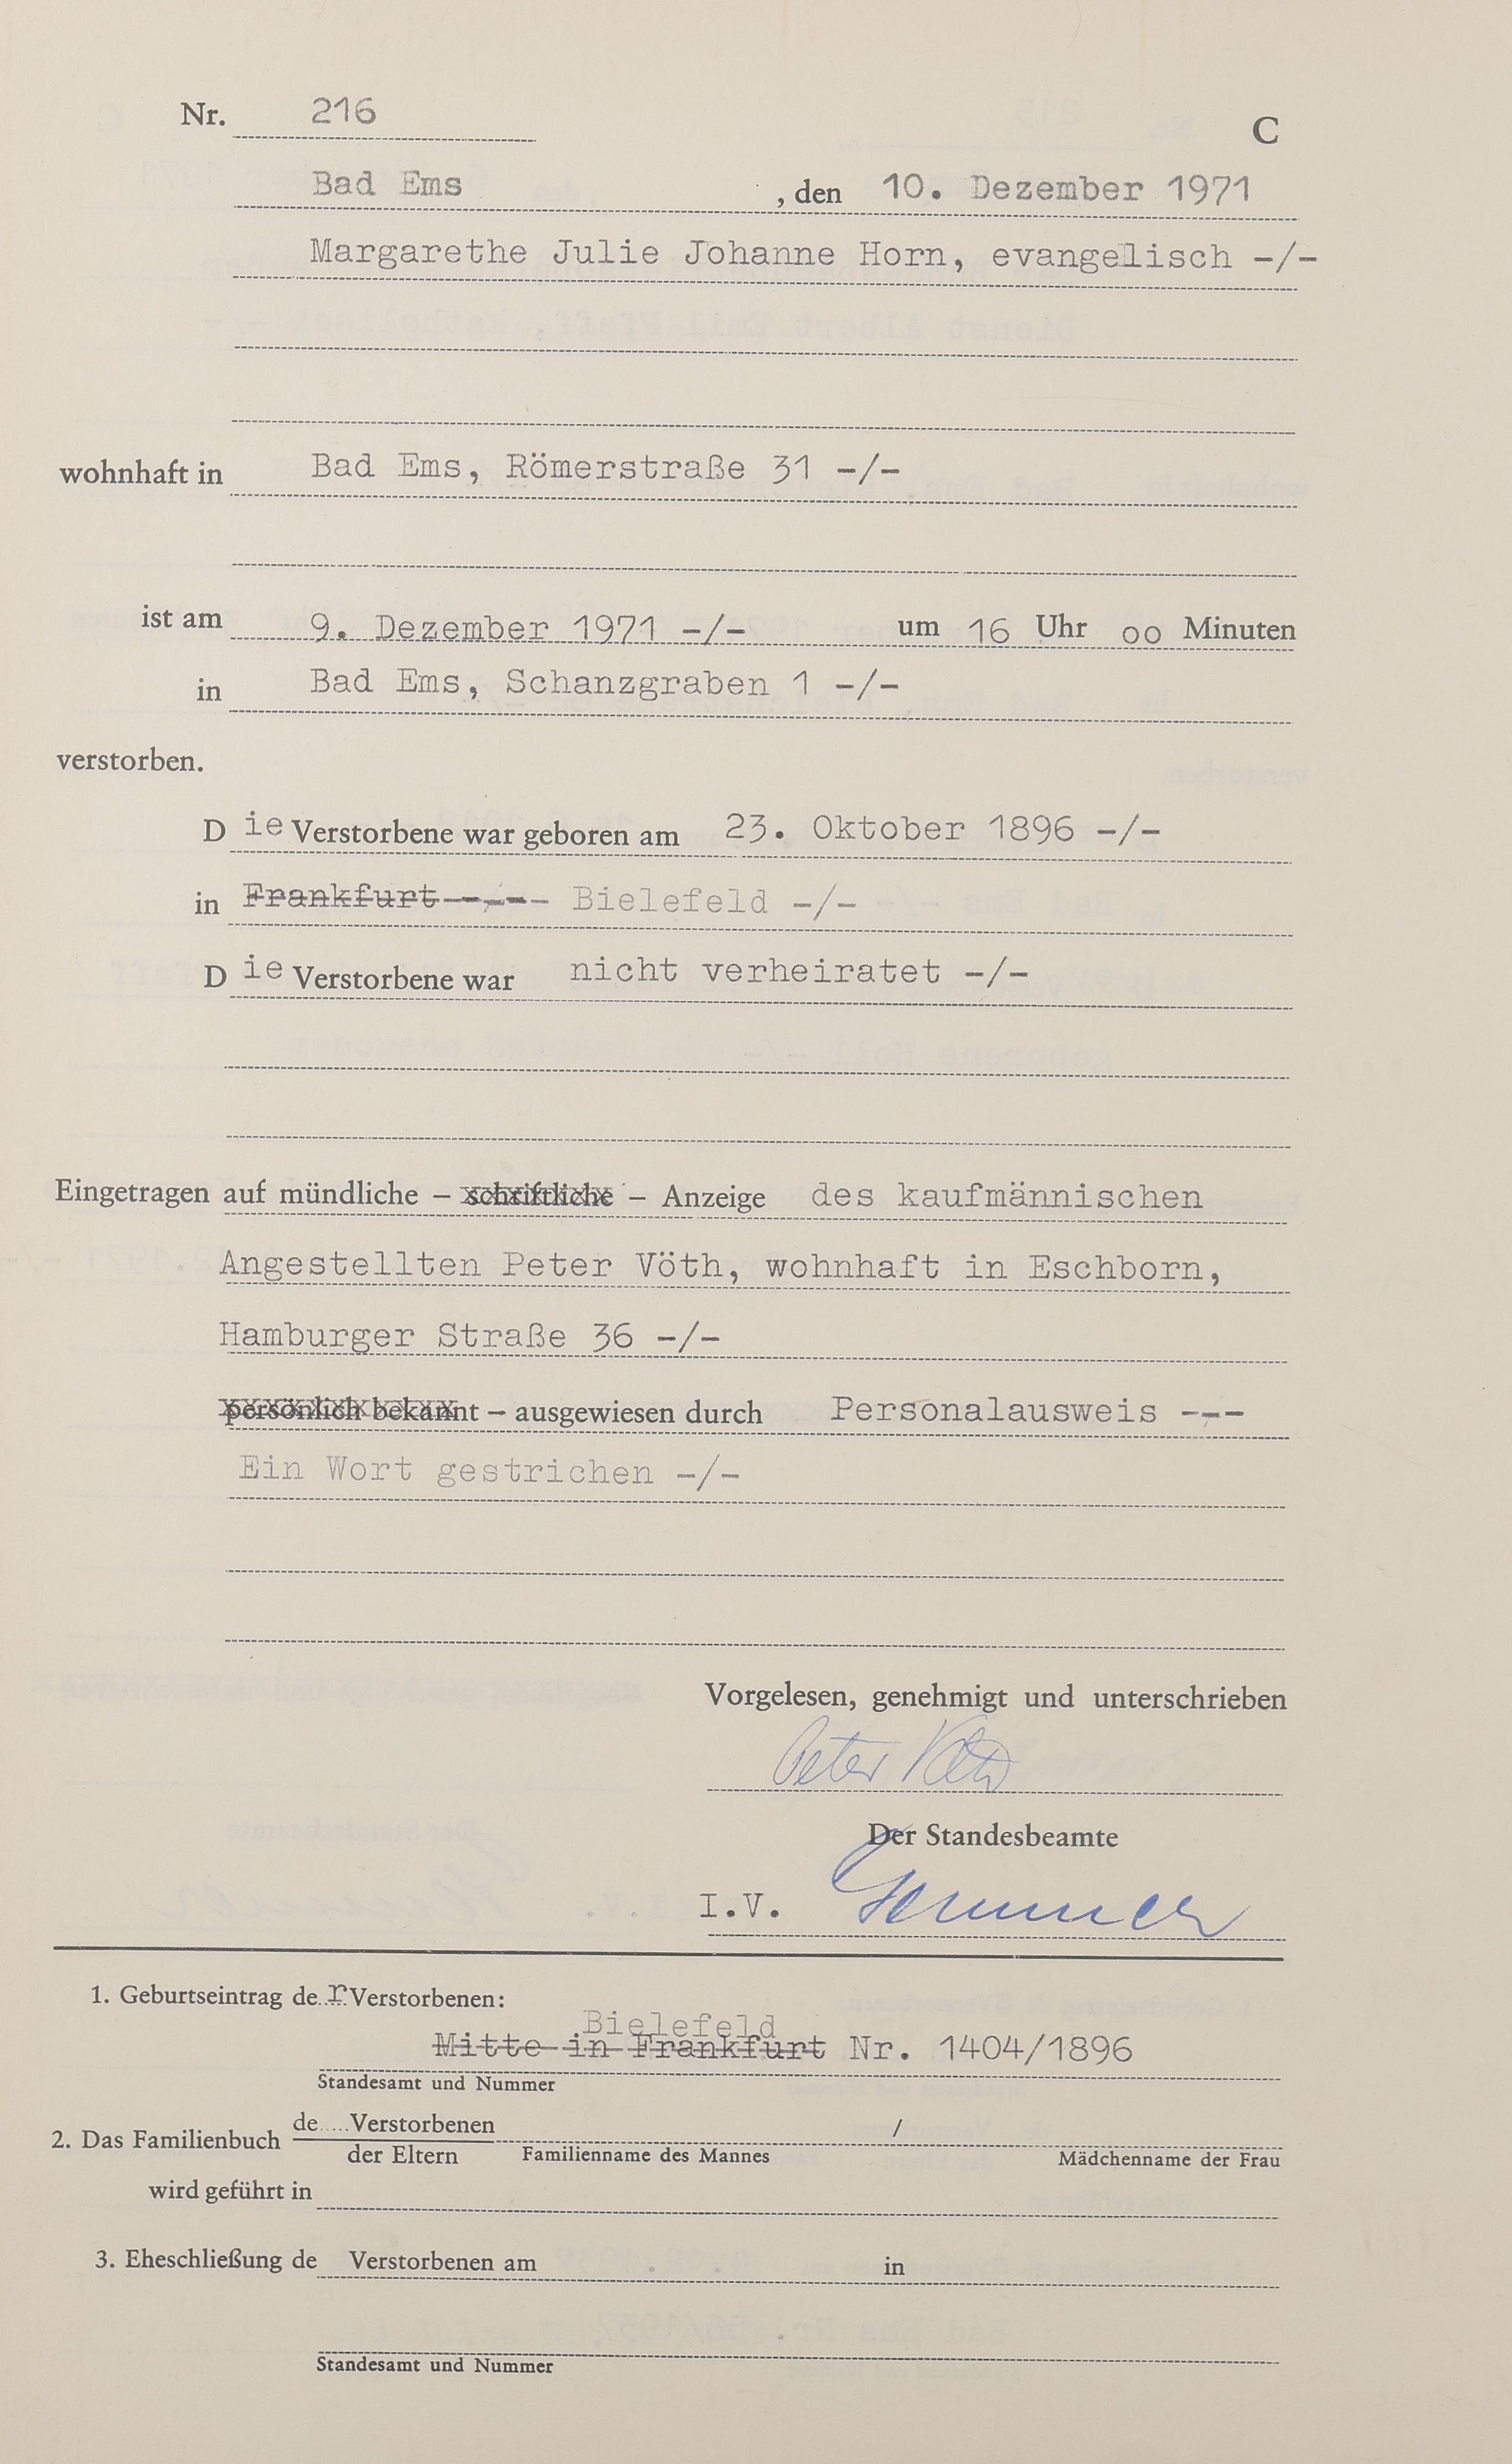 Nr. 216
C
Bad Ems , den 10. Dezember 1971
Margarethe Julie Johanne Horn, evangelisch -/-
wohnhaft in Bad Ems, Römerstraße 31 -/-
ist am 9. Dezember 1971 -/- um 16 Uhr oo Minuten
in Bad Ems, Schanzgraben 1 -/-
verstorben.
D ie Verstorbene war geboren am 23. Oktober 1896 -/-
in Frankfurt -.-- Bielefeld -/-
D ie Verstorbene war nicht verheiratet -/-
Eingetragen auf mündliche – schriftliche – Anzeige des kaufmännischen
Angestellten Peter Vöth, wohnhaft in Eschborn,
Hamburger Straße 36 -/-
persönlich bekannt – ausgewiesen durch Personalausweis -.--
Ein Wort gestrichen -/-
Vorgelesen, genehmigt und unterschrieben
Peter Vöth
Der Standesbeamte
I.V.
1. Geburtseintrag de r Verstorbenen:
Bielefeld
Mitte in Frankfurt Nr. 1404/1896
Standesamt und Nummer
2. Das Familienbuch de Verstorbenen /
der Eltern Familienname des Mannes Mädchenname der Frau
wird geführt in
3. Eheschließung de Verstorbenen am in
Standesamt und Nummer